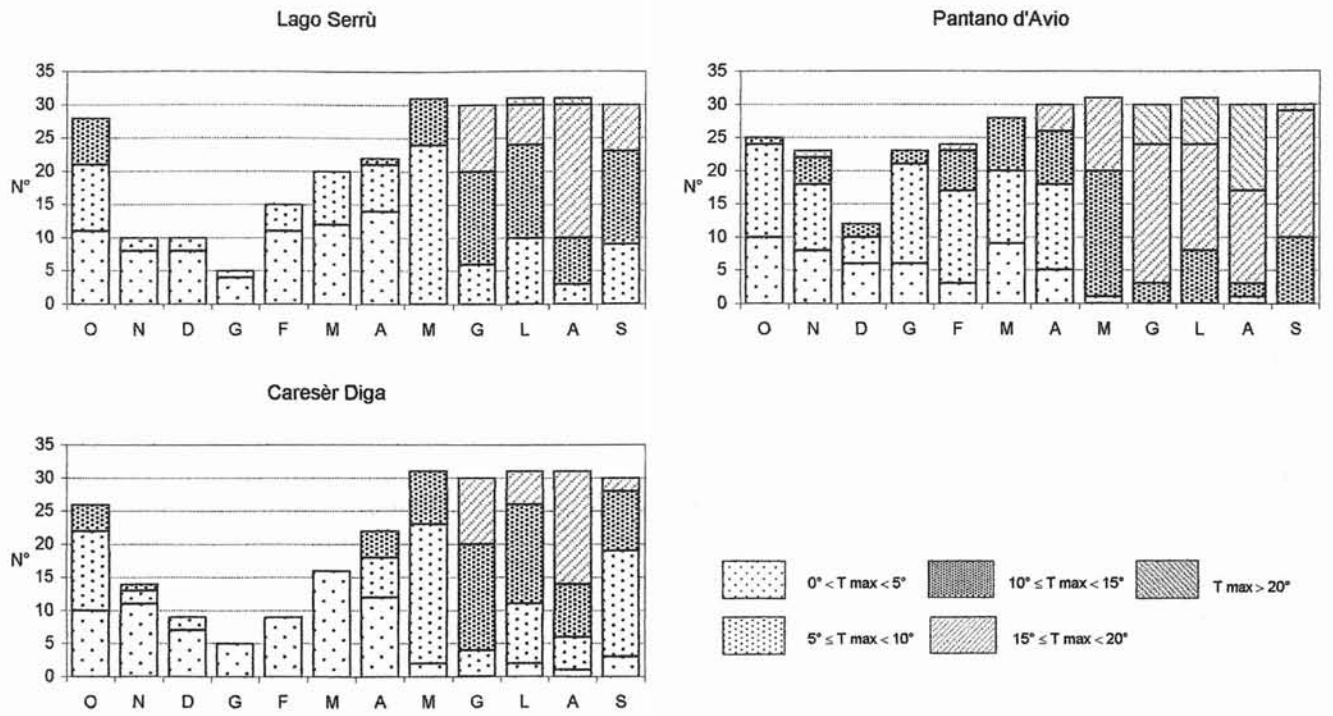 Lago Serrù
35
30
25
20
N°
15
10
5
0
O N D G F M A M G L A S
Pantano d'Avio
35
30
25
20
N°
15
10
5
0
O N D G F M A M G L A S
Caresèr Diga
35
30
25
20
N°
15
10
5
0
O N D G F M A M G L A S
0° < T max < 5°
10° ≤ T max < 15°
T max > 20°
5° ≤ T max < 10°
15° ≤ T max < 20°